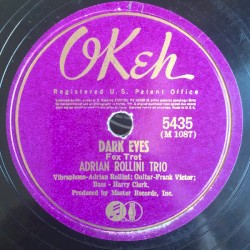 OKeh
Registered U.S. Patent Office
5435
(M 1087)
DARK EYES
Fox Trot
ADRIAN ROLLINI TRIO
Vibraphone-Adrian Rollini; Guitar-Frank Victor;
Bass - Harry Clark.
Produced by Master Records, Inc.